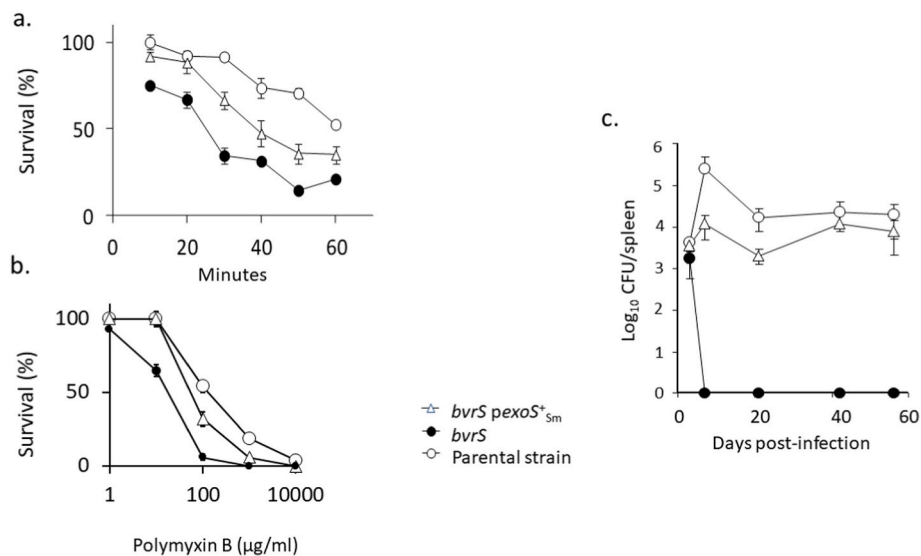 a.
100
50
0
Survival (%)
0 20 40 60
Minutes
b.
100
50
0
Survival (%)
1 100 10000
Polymyxin B (µg/ml)
bvrS pexoS⁺Sm
bvrS
Parental strain
c.
6
5
4
3
2
1
0
Log₁₀ CFU/spleen
0 20 40 60
Days post-infection